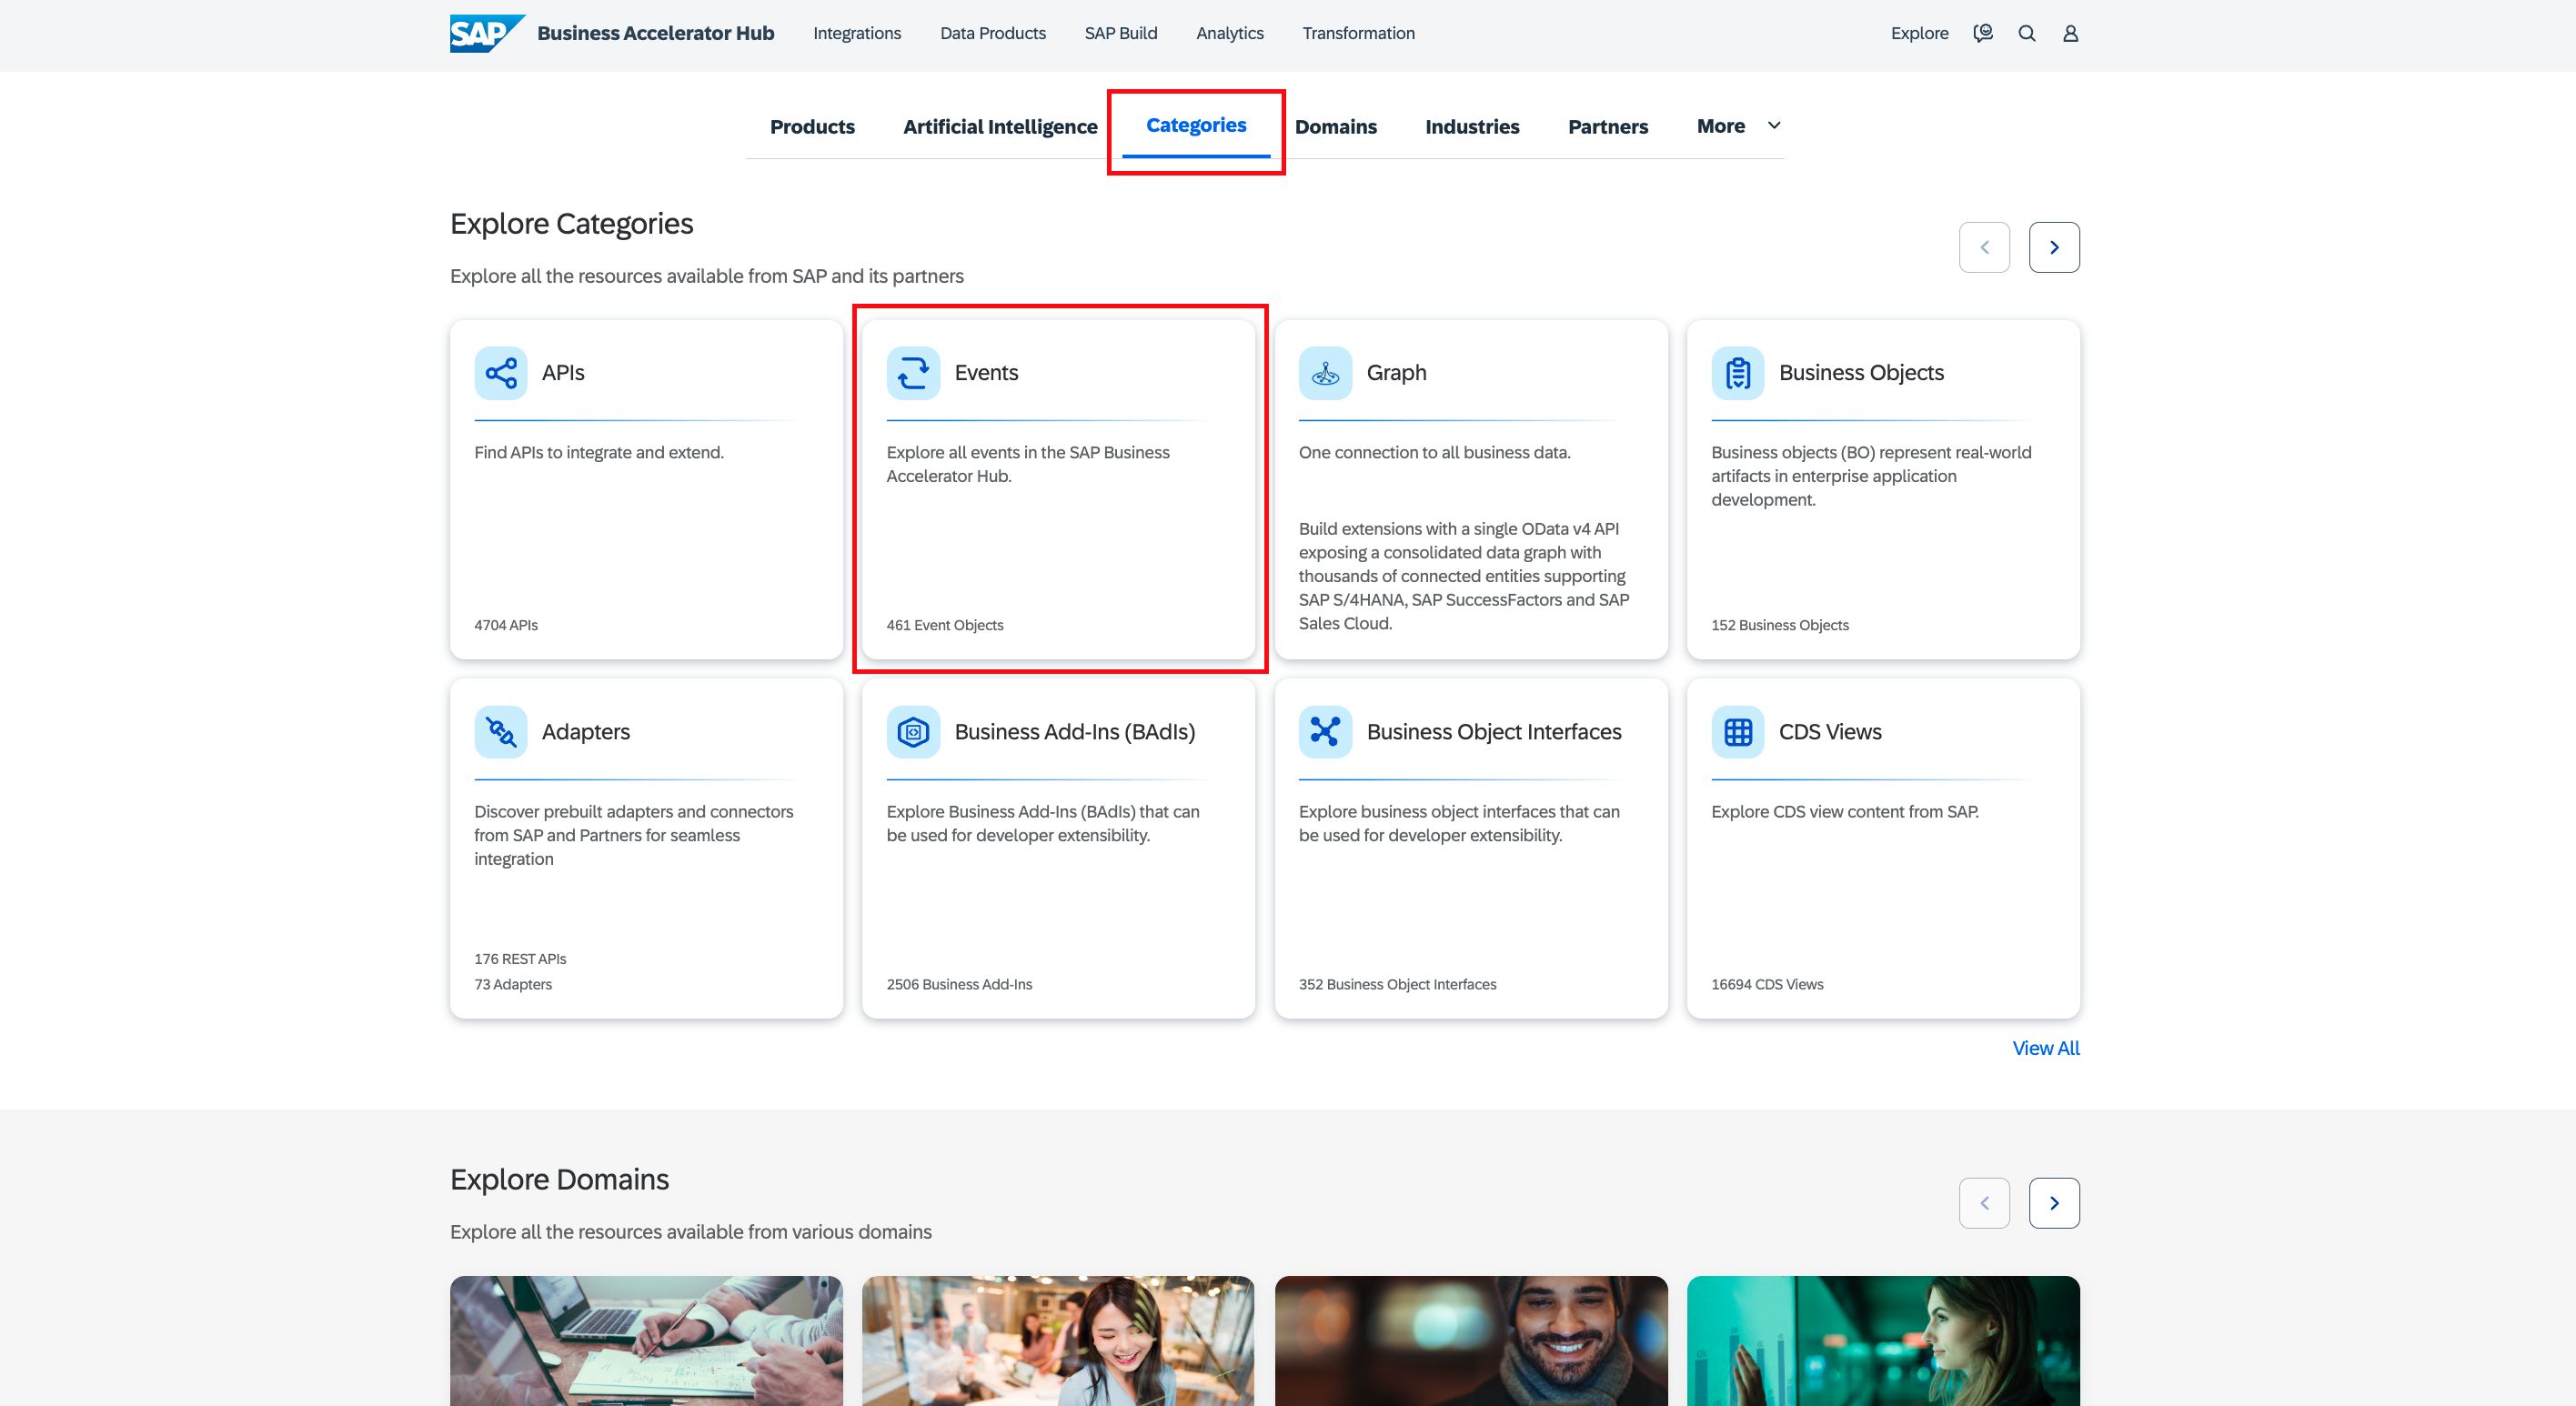 SAP Business Accelerator Hub Integrations Data Products SAP Build Analytics Transformation Explore
Products Artificial Intelligence Categories Domains Industries Partners More
Explore Categories
Explore all the resources available from SAP and its partners
APIs
Find APIs to integrate and extend.
4704 APIs
Events
Explore all events in the SAP Business
Accelerator Hub.
461 Event Objects
Graph
One connection to all business data.
Build extensions with a single OData v4 API
exposing a consolidated data graph with
thousands of connected entities supporting
SAP S/4HANA, SAP SuccessFactors and SAP
Sales Cloud.
Business Objects
Business objects (BO) represent real-world
artifacts in enterprise application
development.
152 Business Objects
Adapters
Discover prebuilt adapters and connectors
from SAP and Partners for seamless
integration
176 REST APIs
73 Adapters
Business Add-Ins (BAdIs)
Explore Business Add-Ins (BAdIs) that can
be used for developer extensibility.
2506 Business Add-Ins
Business Object Interfaces
Explore business object interfaces that can
be used for developer extensibility.
352 Business Object Interfaces
CDS Views
Explore CDS view content from SAP.
16694 CDS Views
View All
Explore Domains
Explore all the resources available from various domains